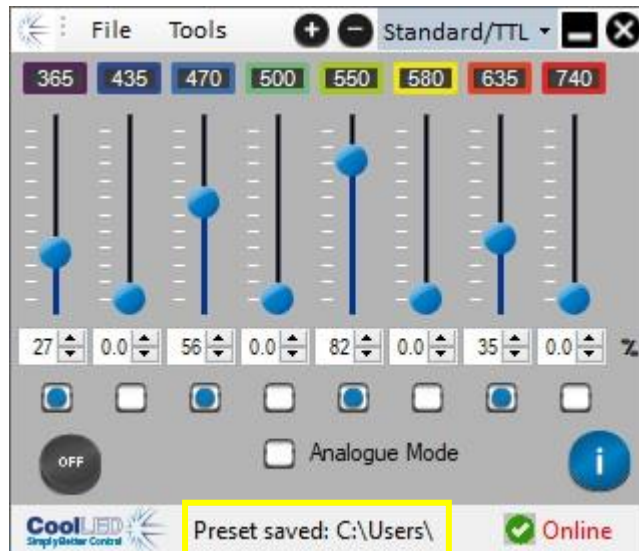 File Tools Standard/TTL
365 435 470 500 550 580 635 740
27 0.0 56 0.0 82 0.0 35 0.0 %
OFF Analogue Mode i
CoolLED
Simply Better Control
Preset saved: C:\Users\ Online